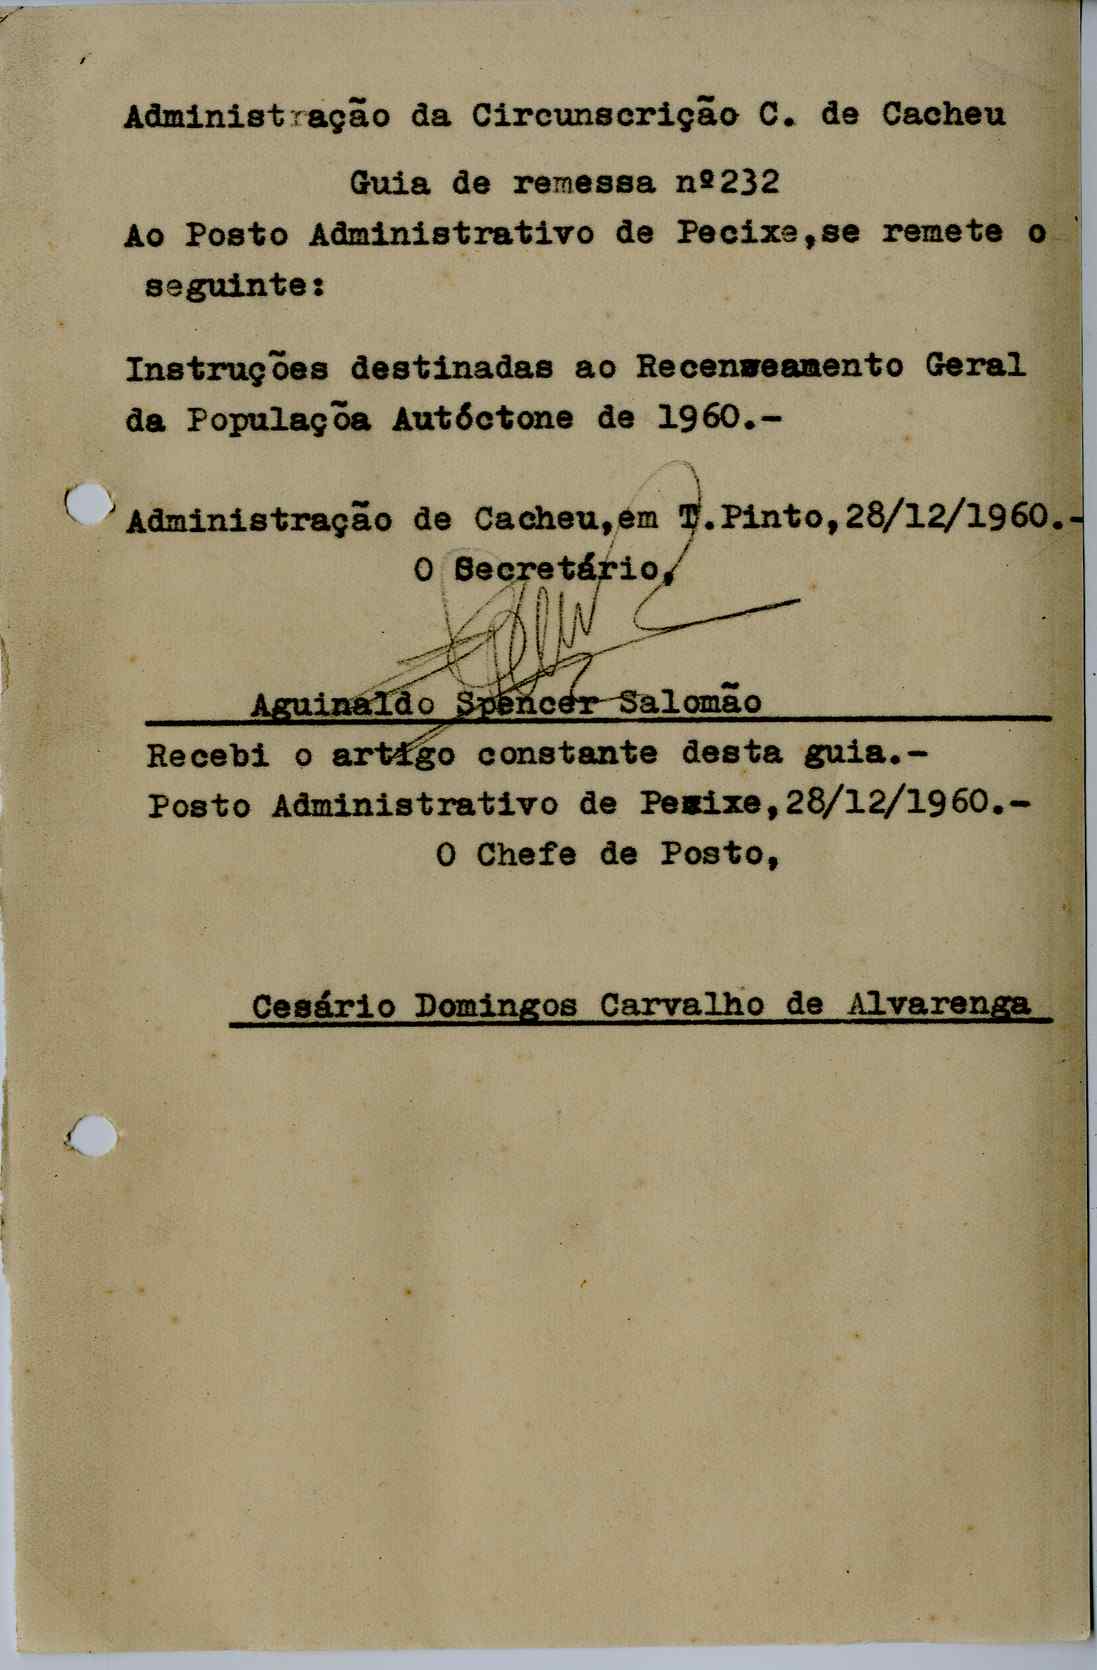 Administração da Circunscrição C. de Cacheu
Guia de remessa nº232
Ao Posto Administrativo de Pecixe,se remete o
seguinte:
Instruções destinadas ao Recenseamento Geral
da Populaçõa Autóctone de 1960.-
Administração de Cacheu,em T.Pinto,28/12/1960.-
O Secretário,
Aguinaldo Spencer Salomão
Recebi o artigo constante desta guia.-
Posto Administrativo de Pecixe,28/12/1960.-
O Chefe de Posto,
Cesário Domingos Carvalho de Alvarenga